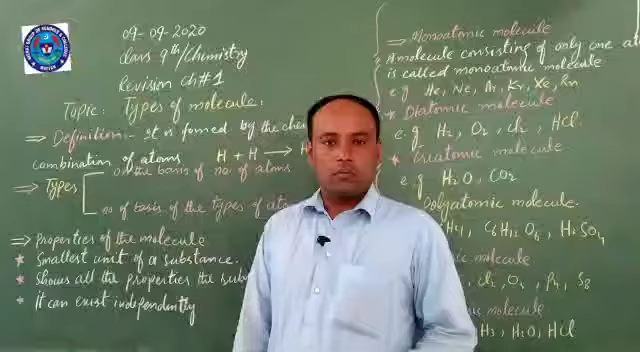 09-09-2020
class 9th/chemistry
Revision ch#1
Topic: Types of molecule.
⇒ Definition:- It is formed by the
combination of atoms H + H →
⇒ Types
on the basis of no. of atoms
no of basis of the types of
⇒ Properties of the molecule
★ Smallest unit of a substance.
★ Shows all the properties the
★ It can exist independently
⇒ Monoatomic molecule
A molecule consisting of only one
is called monoatomic molecule
e.g He, Ne, Ar, Kr, Xe, Rn
★ Diatomic molecule
e.g H2, O2, Cl2, HCl.
★ Triatomic molecule
e.g H2O, CO2
Polyatomic molecule.
C6H12O6, H2SO4
molecule
P4, S8
molecule
H2O, HCl